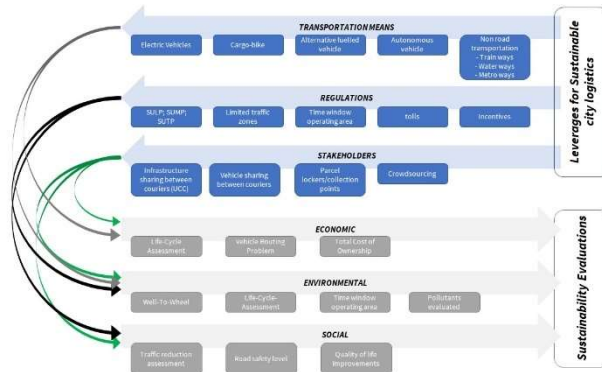 TRANSPORTATION MEANS
Electric Vehicles
Cargo-bike
Alternative fuelled
vehicle
Autonomous
vehicle
Non road
transportation
- Train ways
- Water ways
- Metro ways
REGULATIONS
SULP; SUMP;
SUTP
Limited traffic
zones
Time window
operating area
tolls
Incentives
STAKEHOLDERS
Infrastructure
sharing between
couriers (UCC)
Vehicle sharing
between couriers
Parcel
lockers/collection
points
Crowdsourcing
Leverages for Sustainable
city logistics
ECONOMIC
Life-Cycle
Assessment
Vehicle Routing
Problem
Total Cost of
Ownership
ENVIRONMENTAL
Well-To-Wheel
Life-Cycle-
Assessment
Time window
operating area
Pollutants
evaluated
SOCIAL
Traffic reduction
assessment
Road safety level
Quality of life
Improvements
Sustainability Evaluations